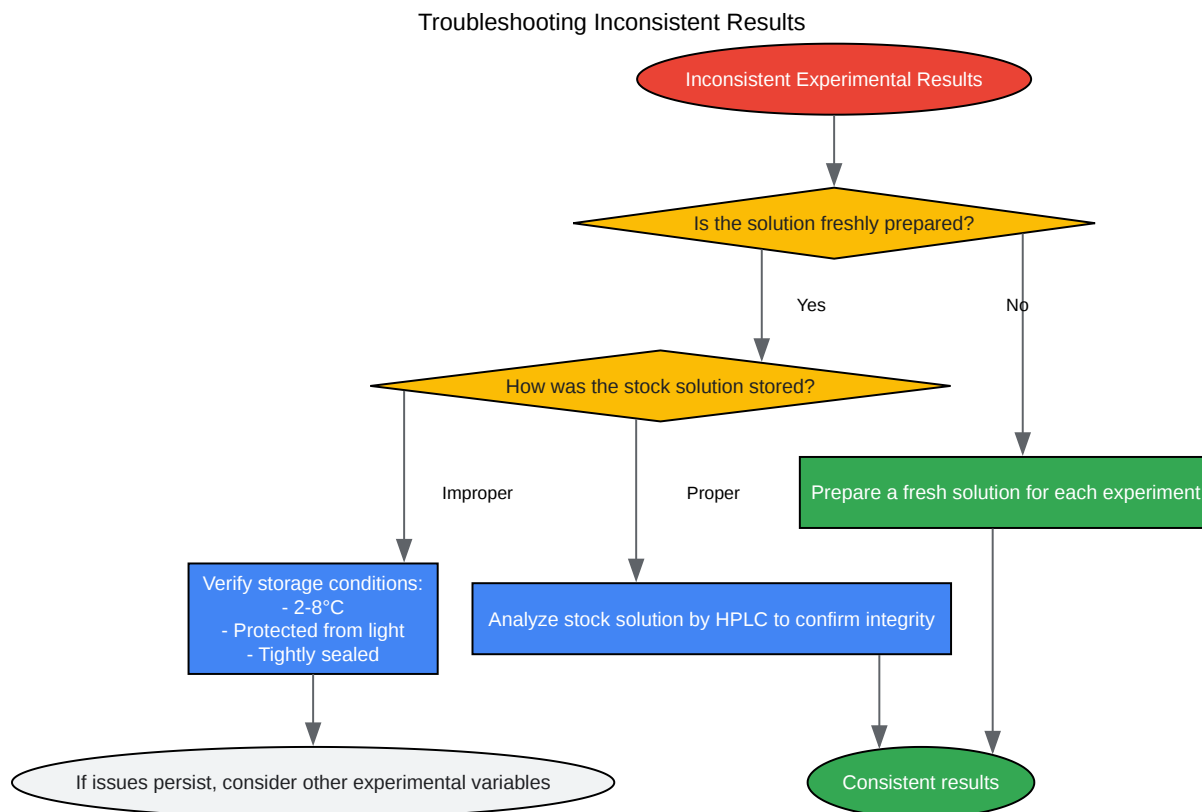 Troubleshooting Inconsistent Results
Inconsistent Experimental Results
Is the solution freshly prepared?
Yes
No
How was the stock solution stored?
Improper
Proper
Prepare a fresh solution for each experiment
Verify storage conditions:
- 2-8°C
- Protected from light
- Tightly sealed
Analyze stock solution by HPLC to confirm integrity
If issues persist, consider other experimental variables
Consistent results